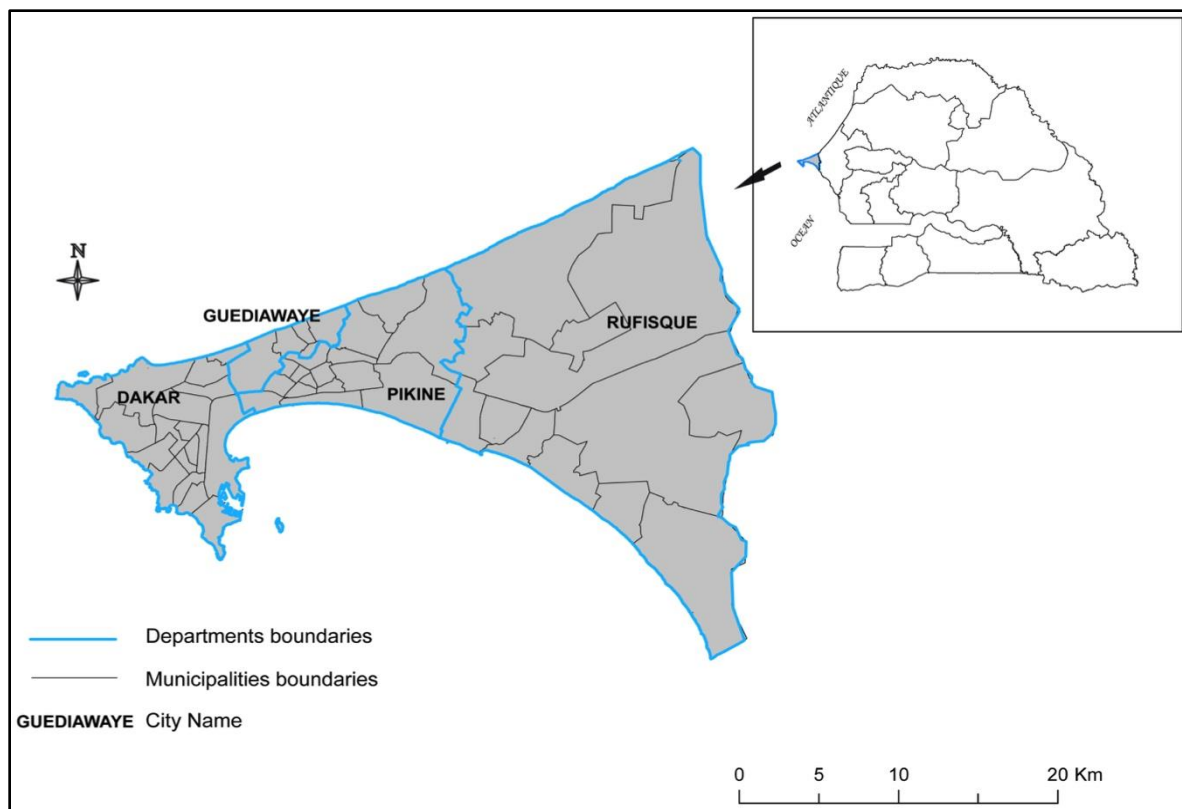 ATLANTIQUE
OCEAN
N
GUEDIAWAYE
RUFISQUE
DAKAR
PIKINE
Departments boundaries
Municipalities boundaries
GUEDIAWAYE City Name
0 5 10 20 Km